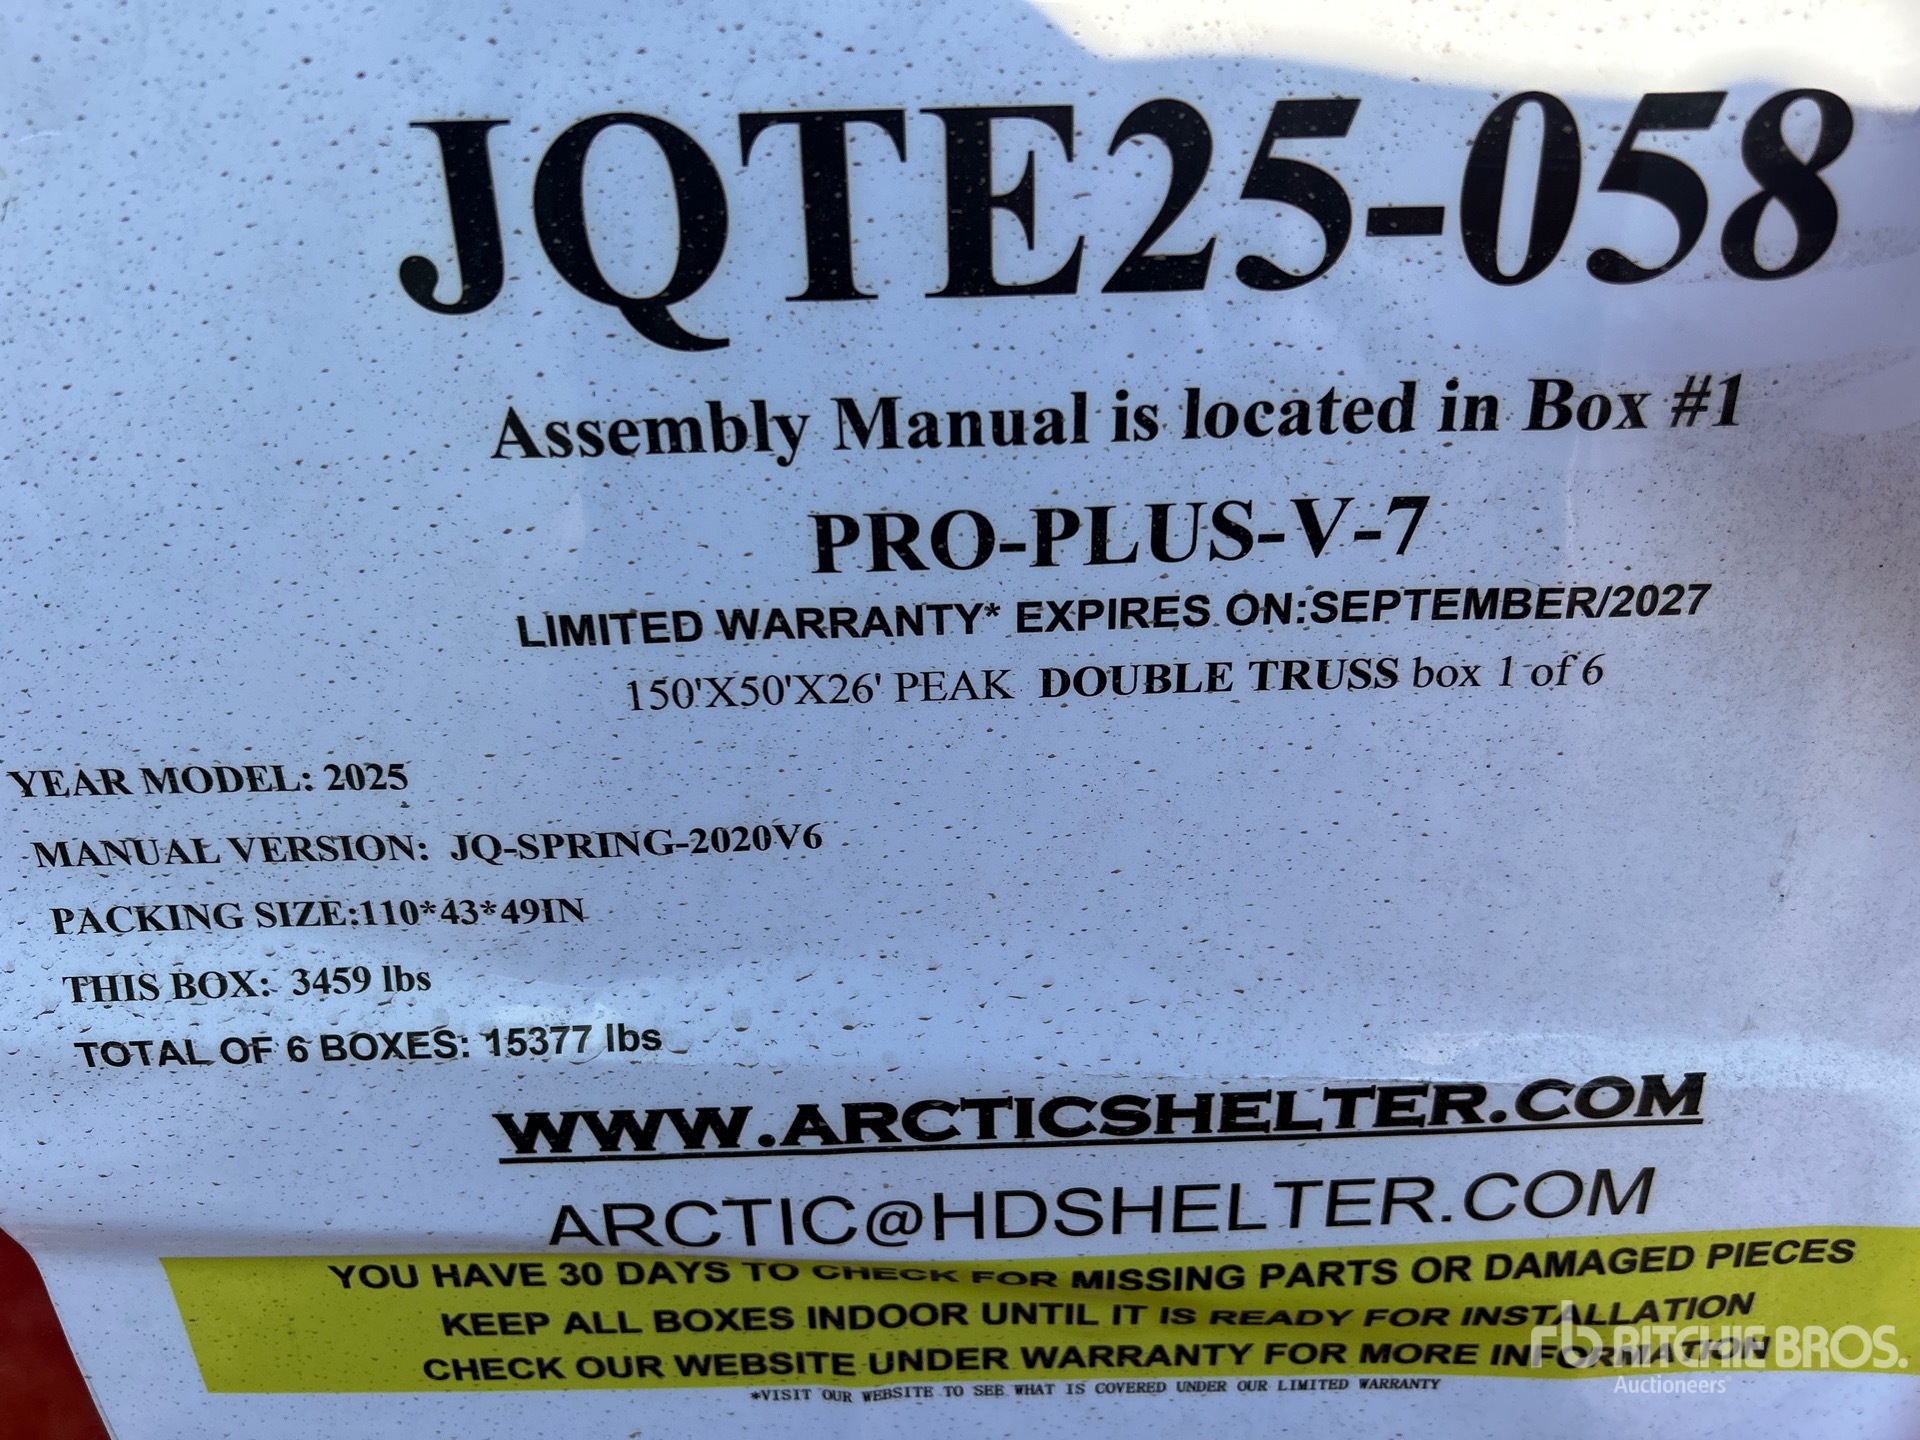 JQTE25-058
Assembly Manual is located in Box #1
PRO-PLUS-V-7
LIMITED WARRANTY* EXPIRES ON:SEPTEMBER/2027
150'X50'X26' PEAK DOUBLE TRUSS box 1 of 6
YEAR MODEL: 2025
MANUAL VERSION: JQ-SPRING-2020V6
PACKING SIZE:110*43*49IN
THIS BOX: 3459 lbs
TOTAL OF 6 BOXES: 15377 lbs
WWW.ARCTICSHELTER.COM
ARCTIC@HDSHELTER.COM
YOU HAVE 30 DAYS TO CHECK FOR MISSING PARTS OR DAMAGED PIECES
KEEP ALL BOXES INDOOR UNTIL IT IS READY FOR INSTALLATION
CHECK OUR WEBSITE UNDER WARRANTY FOR MORE INFORMATION
*VISIT OUR WEBSITE TO SEE WHAT IS COVERED UNDER OUR LIMITED WARRANTY
rb RITCHIE BROS.
Auctioneers